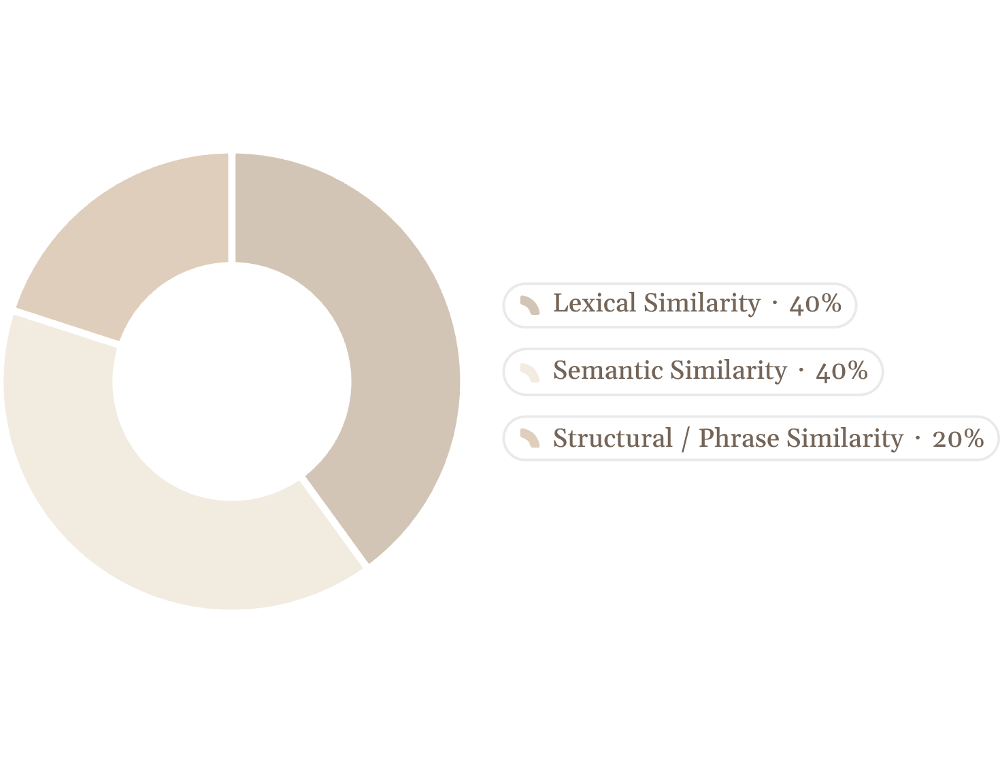 Lexical Similarity · 40%
Semantic Similarity · 40%
Structural / Phrase Similarity · 20%